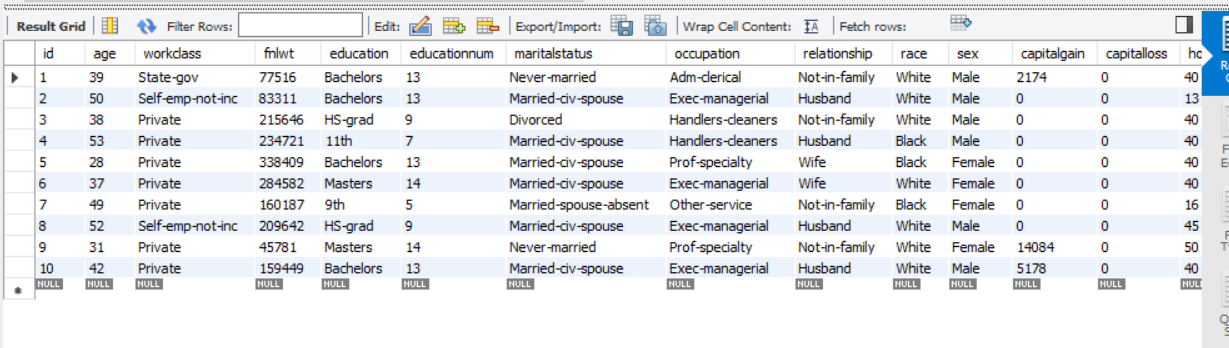 Result Grid Filter Rows: Edit: Export/Import: Wrap Cell Content: Fetch rows:
id age workclass fnlwt education educationnum maritalstatus occupation relationship race sex capitalgain capitalloss
1 39 State-gov 77516 Bachelors 13 Never-married Adm-clerical Not-in-family White Male 2174 0 40
2 50 Self-emp-not-inc 83311 Bachelors 13 Married-civ-spouse Exec-managerial Husband White Male 0 0 13
3 38 Private 215646 HS-grad 9 Divorced Handlers-cleaners Not-in-family White Male 0 0 40
4 53 Private 234721 11th 7 Married-civ-spouse Handlers-cleaners Husband Black Male 0 0 40
5 28 Private 338409 Bachelors 13 Married-civ-spouse Prof-specialty Wife Black Female 0 0 40
6 37 Private 284582 Masters 14 Married-civ-spouse Exec-managerial Wife White Female 0 0 40
7 49 Private 160187 9th 5 Married-spouse-absent Other-service Not-in-family Black Female 0 0 16
8 52 Self-emp-not-inc 209642 HS-grad 9 Married-civ-spouse Exec-managerial Husband White Male 0 0 45
9 31 Private 45781 Masters 14 Never-married Prof-specialty Not-in-family White Female 14084 0 50
10 42 Private 159449 Bachelors 13 Married-civ-spouse Exec-managerial Husband White Male 5178 0 40
NULL NULL NULL NULL NULL NULL NULL NULL NULL NULL NULL NULL NULL